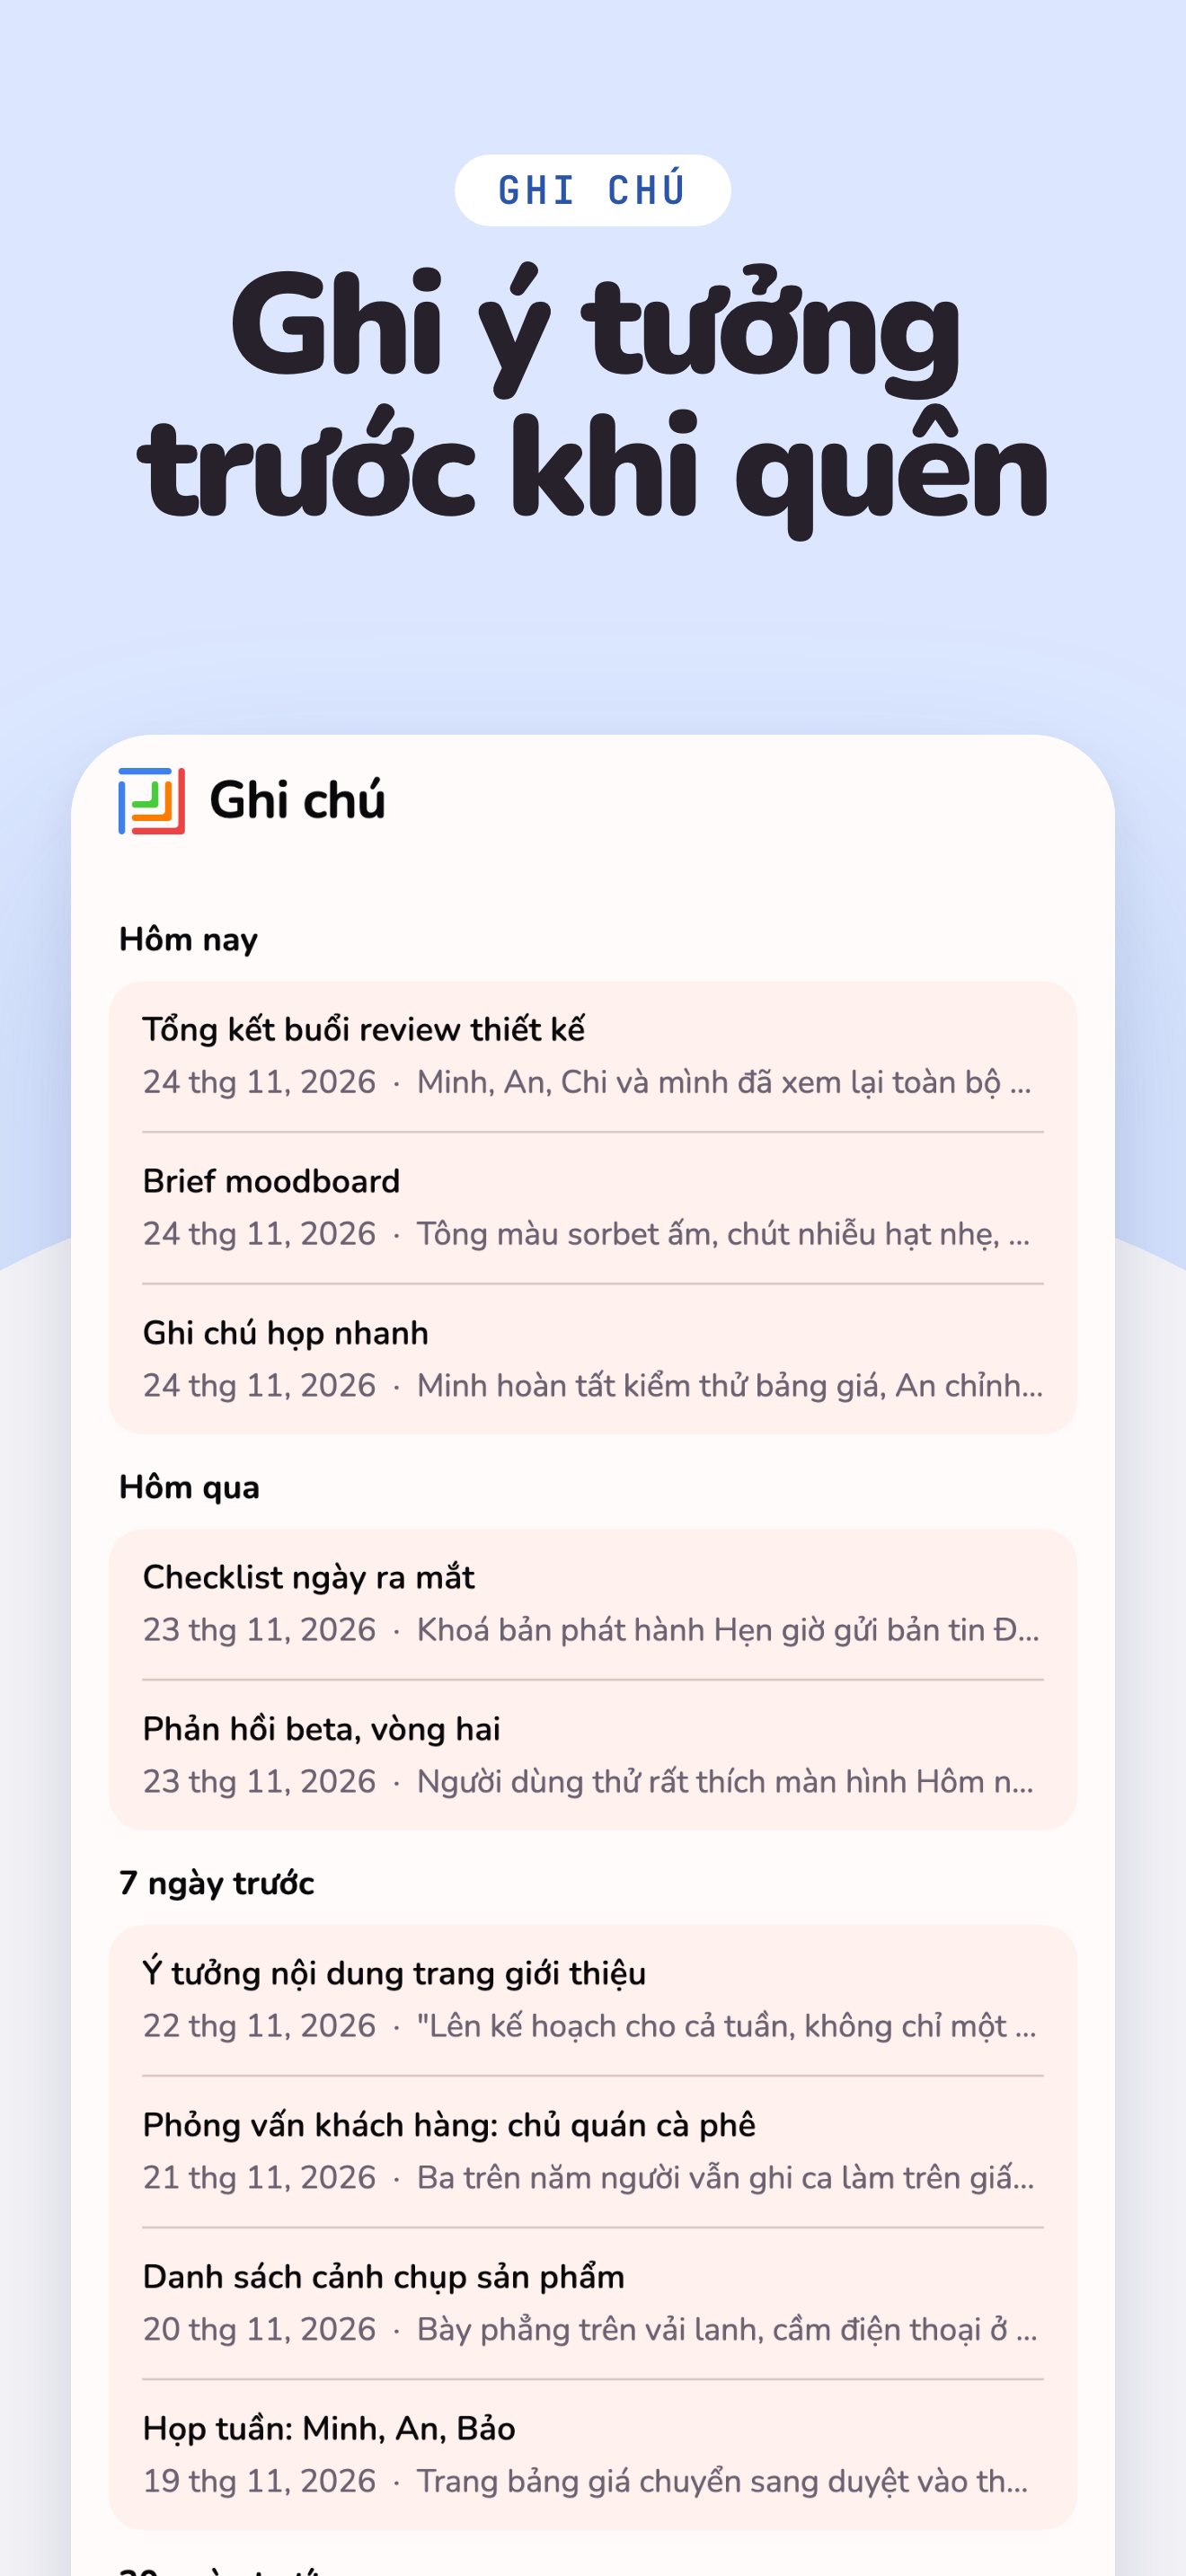 GHI CHÚ
Ghi ý tưởng
trước khi quên
Ghi chú
Hôm nay
Tổng kết buổi review thiết kế
24 thg 11, 2026 · Minh, An, Chi và mình đã xem lại toàn bộ ...
Brief moodboard
24 thg 11, 2026 · Tông màu sorbet ấm, chút nhiễu hạt nhẹ, ...
Ghi chú họp nhanh
24 thg 11, 2026 · Minh hoàn tất kiểm thử bảng giá, An chỉnh...
Hôm qua
Checklist ngày ra mắt
23 thg 11, 2026 · Khoá bản phát hành Hẹn giờ gửi bản tin Đ...
Phản hồi beta, vòng hai
23 thg 11, 2026 · Người dùng thử rất thích màn hình Hôm n...
7 ngày trước
Ý tưởng nội dung trang giới thiệu
22 thg 11, 2026 · "Lên kế hoạch cho cả tuần, không chỉ một ...
Phỏng vấn khách hàng: chủ quán cà phê
21 thg 11, 2026 · Ba trên năm người vẫn ghi ca làm trên giấ...
Danh sách cảnh chụp sản phẩm
20 thg 11, 2026 · Bày phẳng trên vải lanh, cầm điện thoại ở ...
Họp tuần: Minh, An, Bảo
19 thg 11, 2026 · Trang bảng giá chuyển sang duyệt vào th...